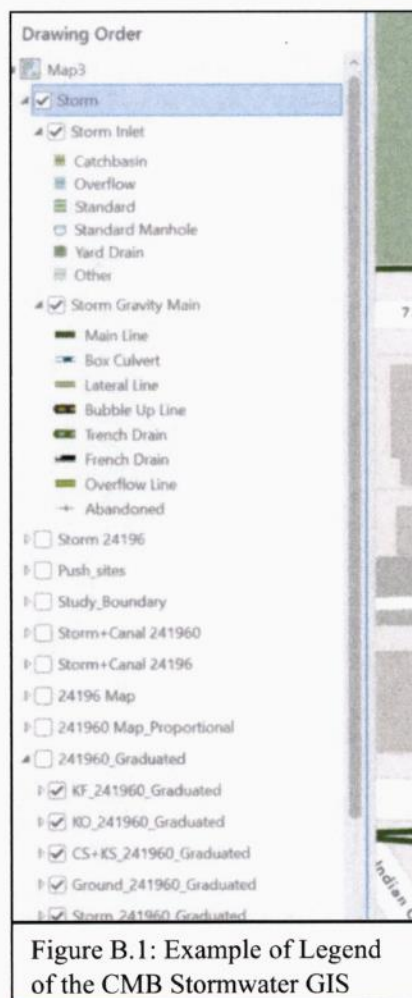 Drawing Order
Map3
Storm
Storm Inlet
Catchbasin
Overflow
Standard
Standard Manhole
Yard Drain
Other
Storm Gravity Main
Main Line
Box Culvert
Lateral Line
Bubble Up Line
Trench Drain
French Drain
Overflow Line
Abandoned
Storm 24196
Push_sites
Study_Boundary
Storm+Canal 241960
Storm+Canal 24196
24196 Map
241960 Map_Proportional
241960_Graduated
KF_241960_Graduated
KO_241960_Graduated
CS+KS_241960_Graduated
Ground_241960_Graduated
Storm_241960_Graduated
7
Indian
Figure B.1: Example of Legend
of the CMB Stormwater GIS